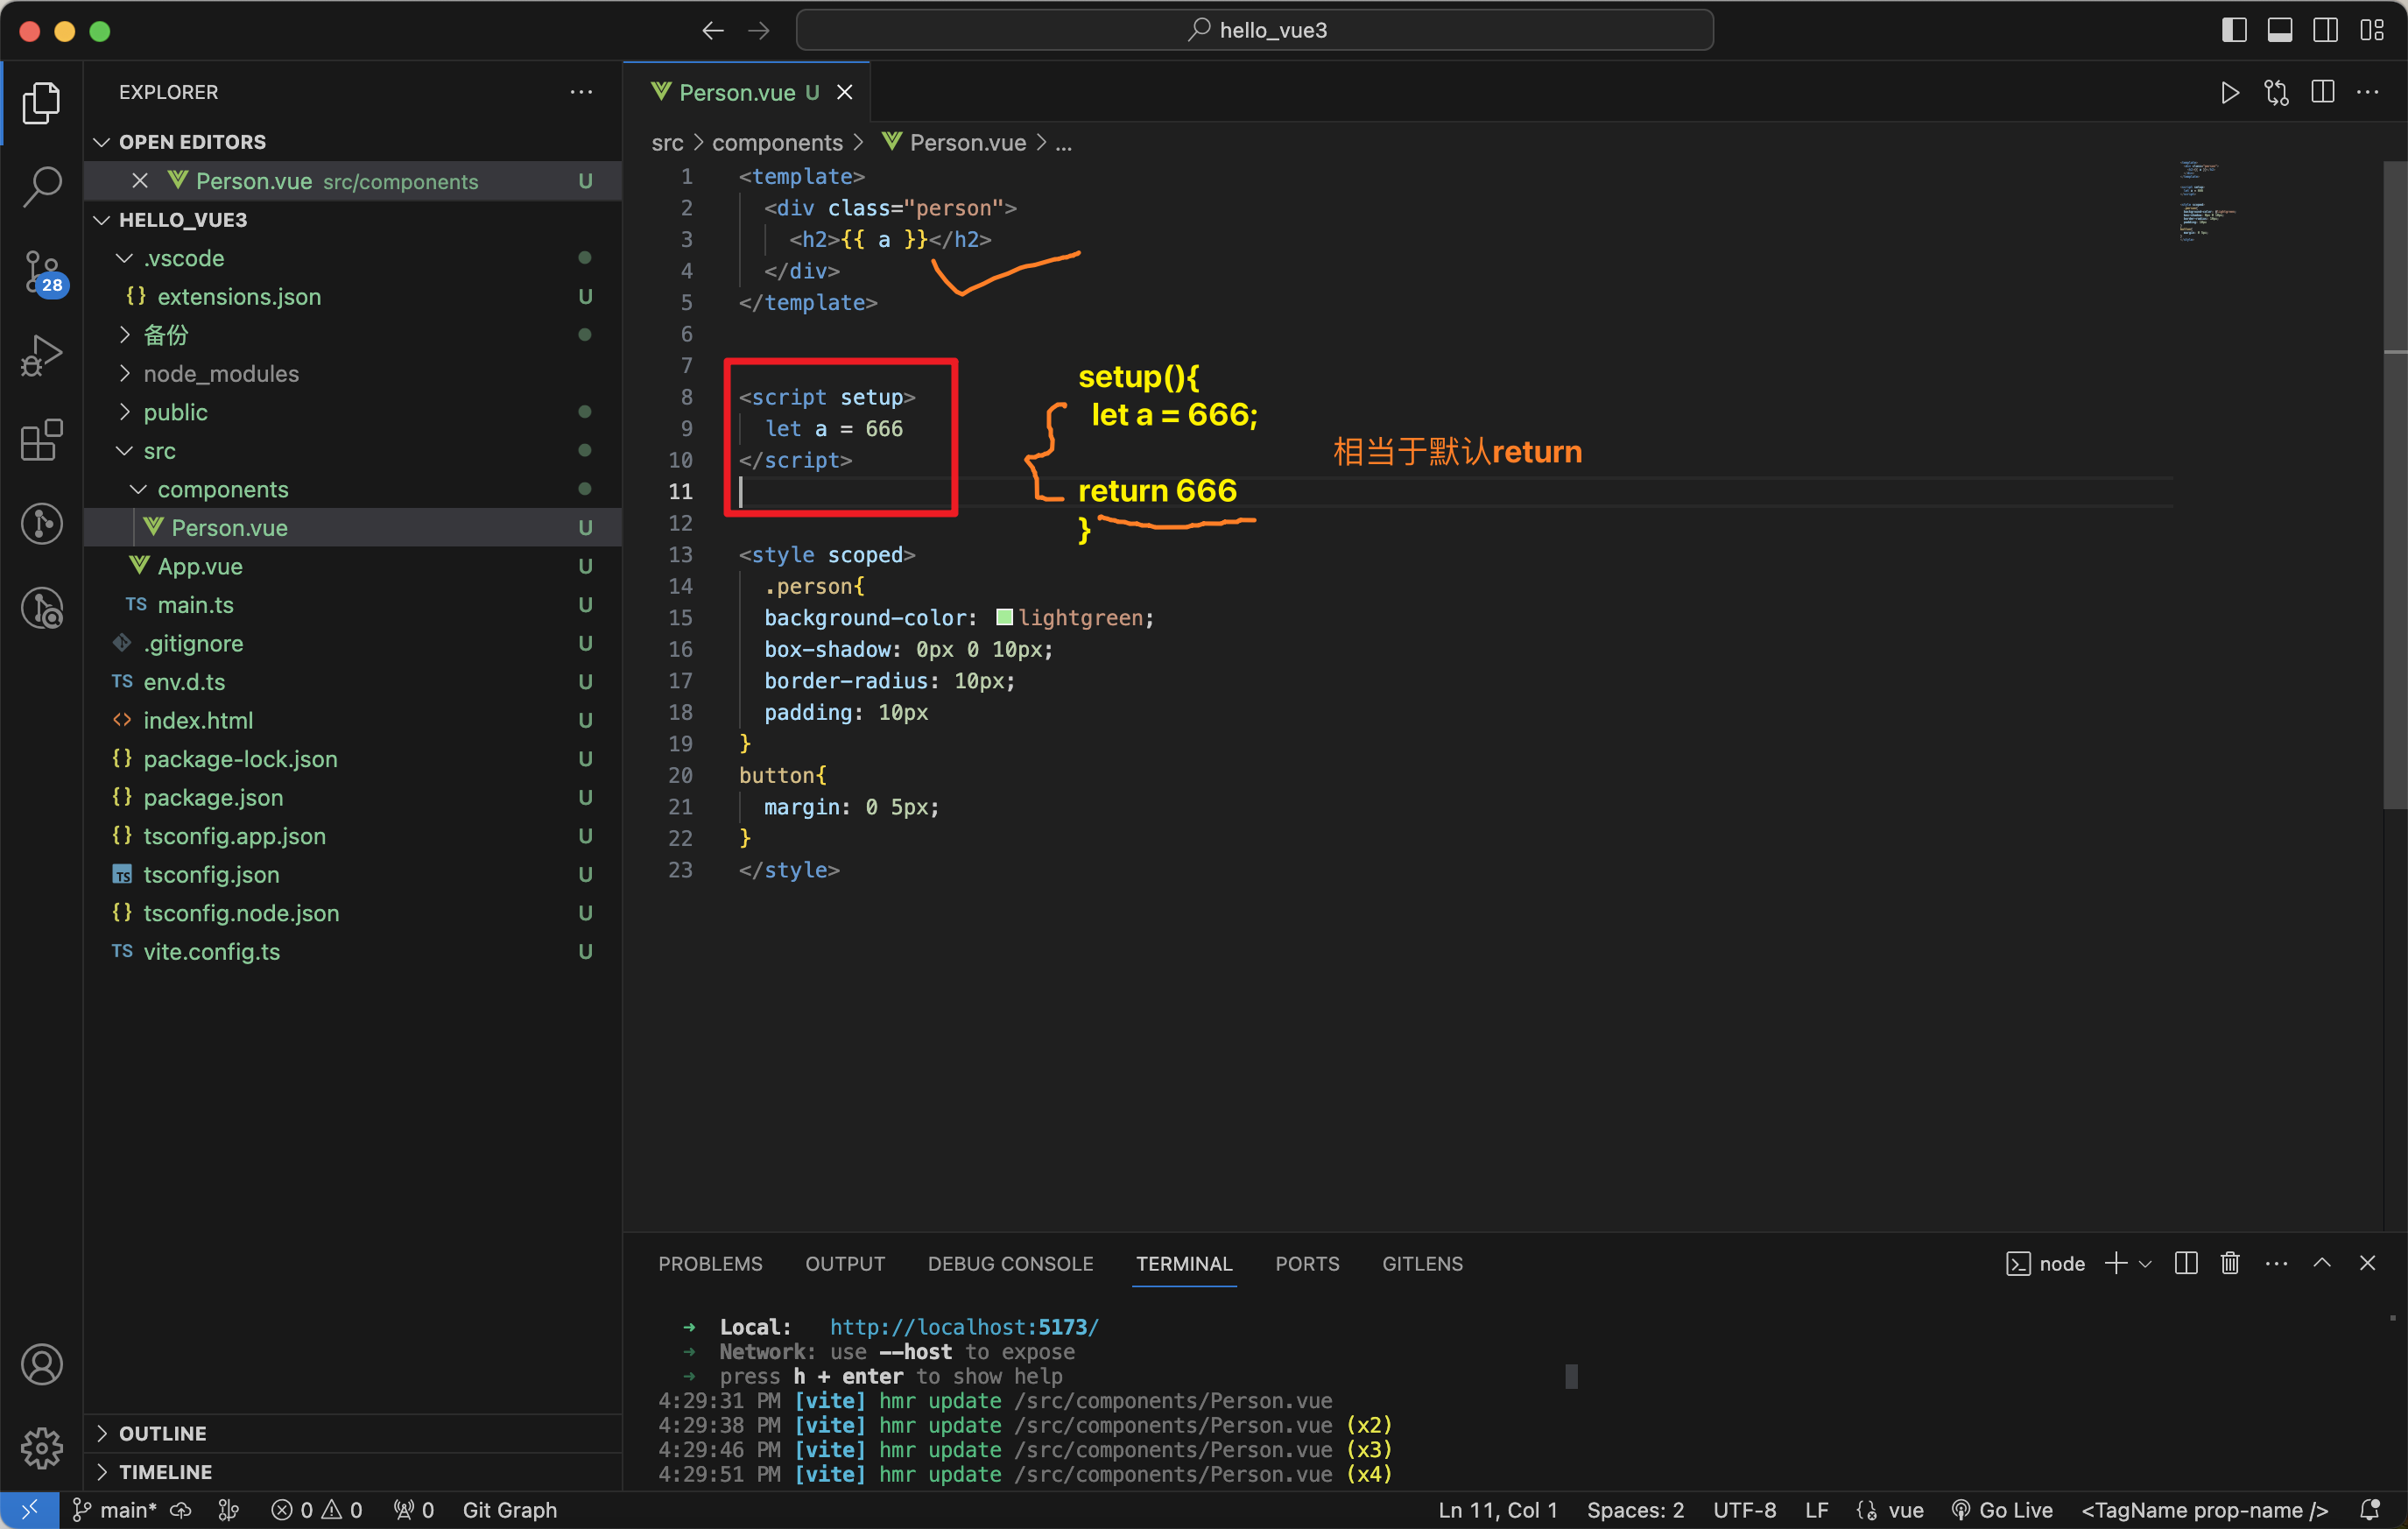 hello_vue3
EXPLORER
OPEN EDITORS
Person.vue src/components U
HELLO_VUE3
.vscode
{} extensions.json U
备份
node_modules
public
src
components
Person.vue U
App.vue U
TS main.ts U
.gitignore U
TS env.d.ts U
<> index.html U
{} package-lock.json U
{} package.json U
{} tsconfig.app.json U
TS tsconfig.json U
{} tsconfig.node.json U
TS vite.config.ts U
OUTLINE
TIMELINE
28
Person.vue U
src > components > Person.vue > ...
1 <template>
2 <div class="person">
3 <h2>{{ a }}</h2>
4 </div>
5 </template>
6
7
8 <script setup>
9 let a = 666
10 </script>
11
12
13 <style scoped>
14 .person{
15 background-color: lightgreen;
16 box-shadow: 0px 0 10px;
17 border-radius: 10px;
18 padding: 10px
19 }
20 button{
21 margin: 0 5px;
22 }
23 </style>
setup(){
let a = 666;
return 666
}
相当于默认return
PROBLEMS OUTPUT DEBUG CONSOLE TERMINAL PORTS GITLENS
node
➜ Local: http://localhost:5173/
➜ Network: use --host to expose
➜ press h + enter to show help
4:29:31 PM [vite] hmr update /src/components/Person.vue
4:29:38 PM [vite] hmr update /src/components/Person.vue (x2)
4:29:46 PM [vite] hmr update /src/components/Person.vue (x3)
4:29:51 PM [vite] hmr update /src/components/Person.vue (x4)
main* 0 0 0 Git Graph
Ln 11, Col 1 Spaces: 2 UTF-8 LF vue Go Live <TagName prop-name />